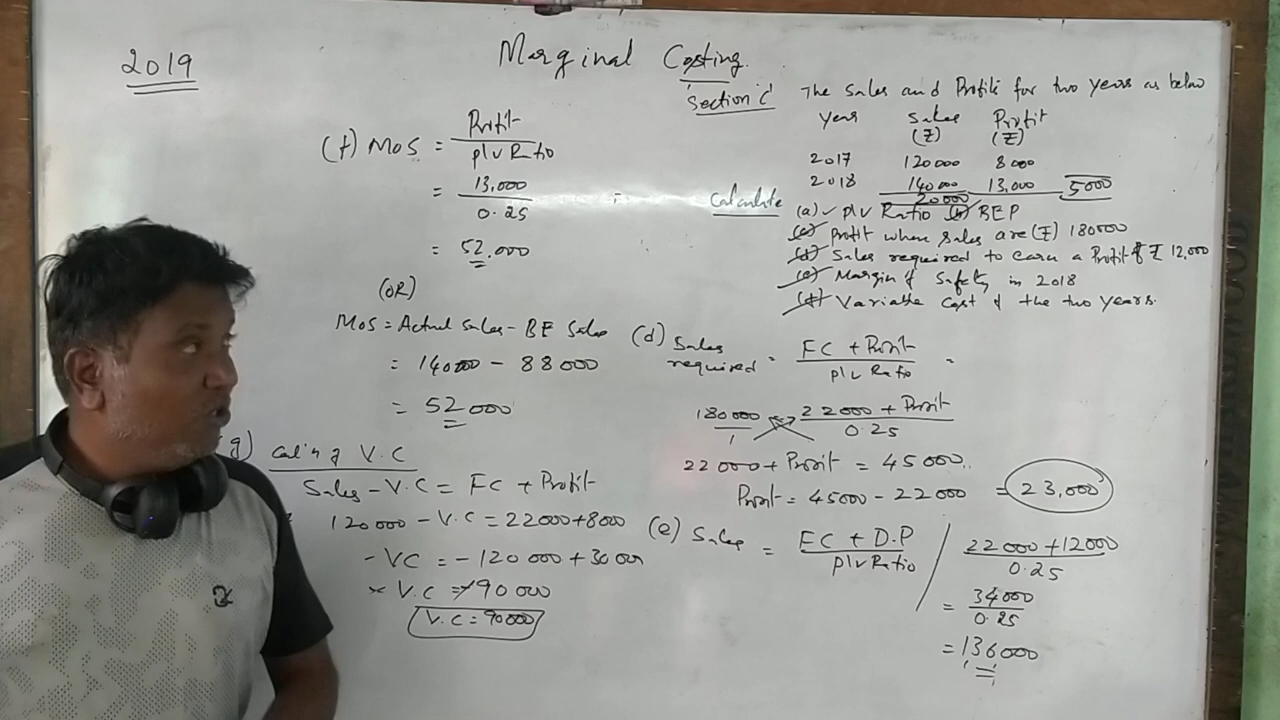 2019
Marginal Costing.
Section 'C'
The Sales and Profits for two years as below
Year Sales (₹) Profit (₹)
2017 120000 8000
2018 140000 13,000 5000
20000
Calculate (a) P/V Ratio (b) BEP
(c) Profit when sales are (₹) 180000
(d) Sales required to earn a Profit of ₹ 12,000
(e) Margin of Safety in 2018
(f) Variable Cost of the two years.
(f) MOS = Profit / P/V Ratio
= 13,000 / 0.25
= 52,000
(OR)
MOS = Actual Sales - BE Sales
= 140000 - 88000
= 52000
g) Cal'n of V.C
Sales - V.C = FC + Profit
120000 - V.C = 22000+8000
- VC = - 120000 + 30000
V.C = 90000
V.C = 90000
(d) Sales required = FC + Profit / P/V Ratio =
180000 / 1 = 22000 + Profit / 0.25
22000 + Profit = 45000..
Profit = 45000 - 22000 = 23,000
(e) Sales = FC + D.P / P/V Ratio / 22000+12000 / 0.25
= 34000 / 0.25
= 136000